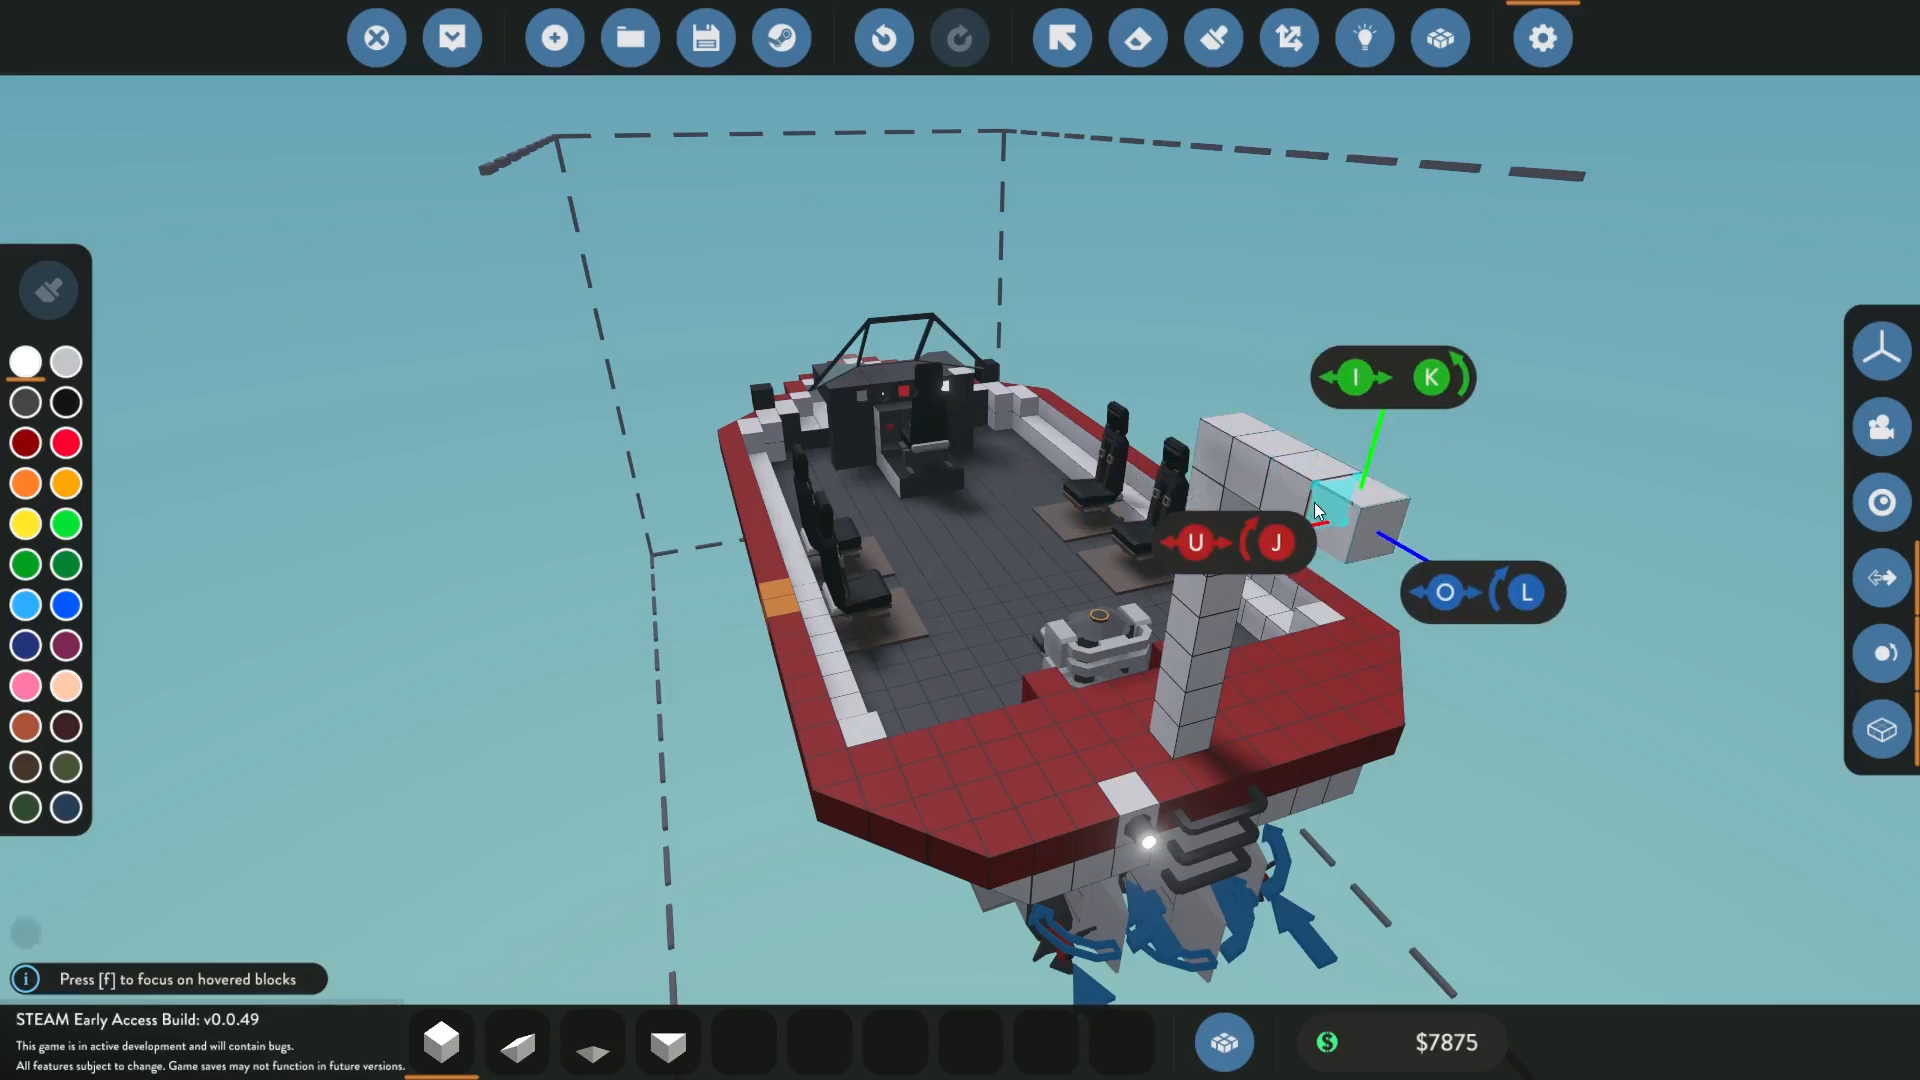 I K
U J
O L
Press [f] to focus on hovered blocks
STEAM Early Access Build: v0.0.49
This game is in active development and will contain bugs.
All features subject to change. Game saves may not function in future versions.
$ $7875